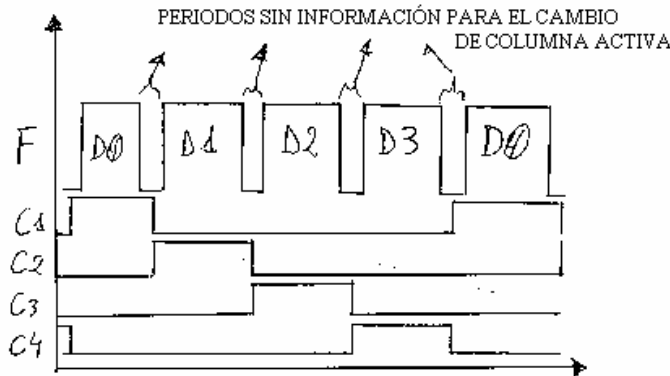 PERIODOS SIN INFORMACIÓN PARA EL CAMBIO
DE COLUMNA ACTIVA
F D0 D1 D2 D3 D0
C1
C2
C3
C4